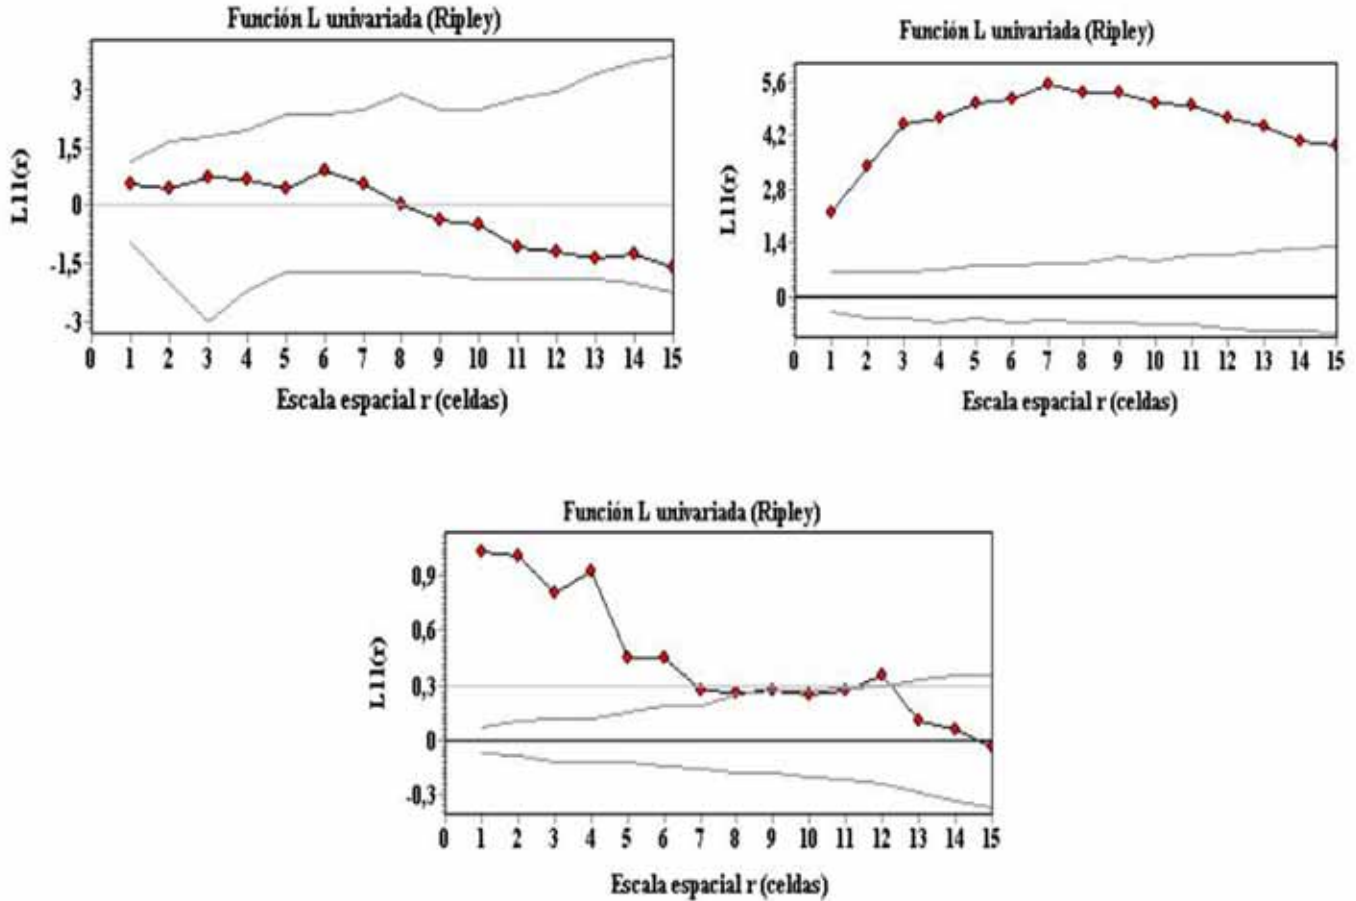 Función L univariada (Ripley)
L11(r)
3
1,5
0
-1,5
-3
0 1 2 3 4 5 6 7 8 9 10 11 12 13 14 15
Escala espacial r (celdas)
Función L univariada (Ripley)
L11(r)
5,6
4,2
2,8
1,4
0
0 1 2 3 4 5 6 7 8 9 10 11 12 13 14 15
Escala espacial r (celdas)
Función L univariada (Ripley)
L11(r)
0,9
0,6
0,3
0
-0,3
0 1 2 3 4 5 6 7 8 9 10 11 12 13 14 15
Escala espacial r (celdas)